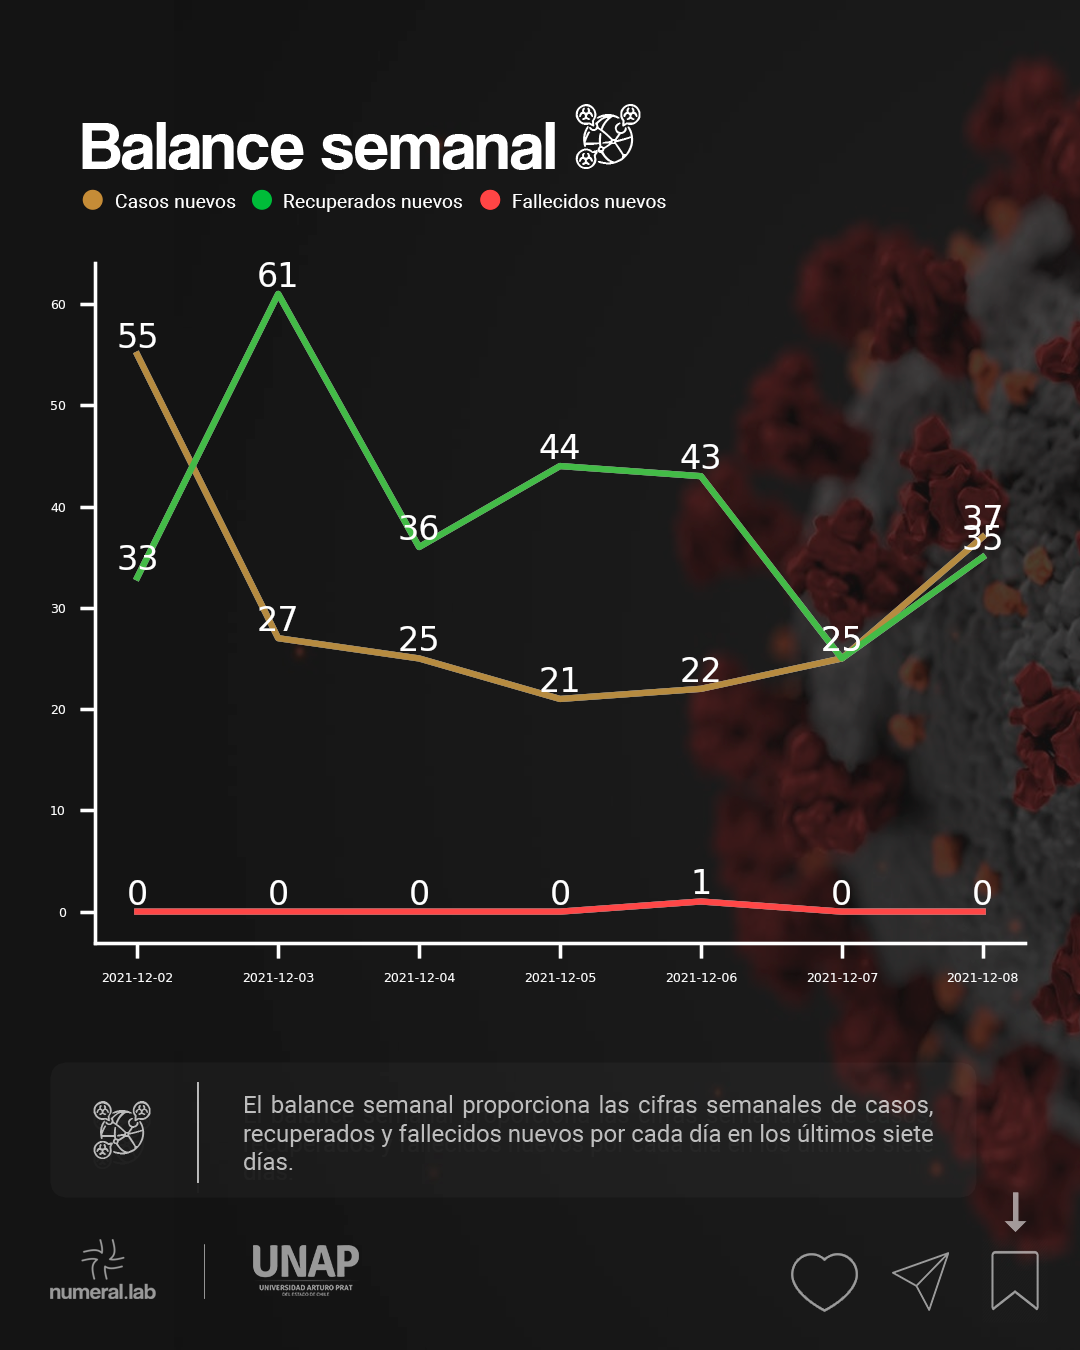 Balance semanal
Casos nuevos Recuperados nuevos Fallecidos nuevos
61
60
55
50
44
43
40
37
36
35
33
30
27
25
25
22
21
20
10
1
0 0 0 0 0 0
0
2021-12-02 2021-12-03 2021-12-04 2021-12-05 2021-12-06 2021-12-07 2021-12-08
El balance semanal proporciona las cifras semanales de casos,
recuperados y fallecidos nuevos por cada día en los últimos siete
días.
numeral.lab
UNAP
UNIVERSIDAD ARTURO PRAT
DEL ESTADO DE CHILE